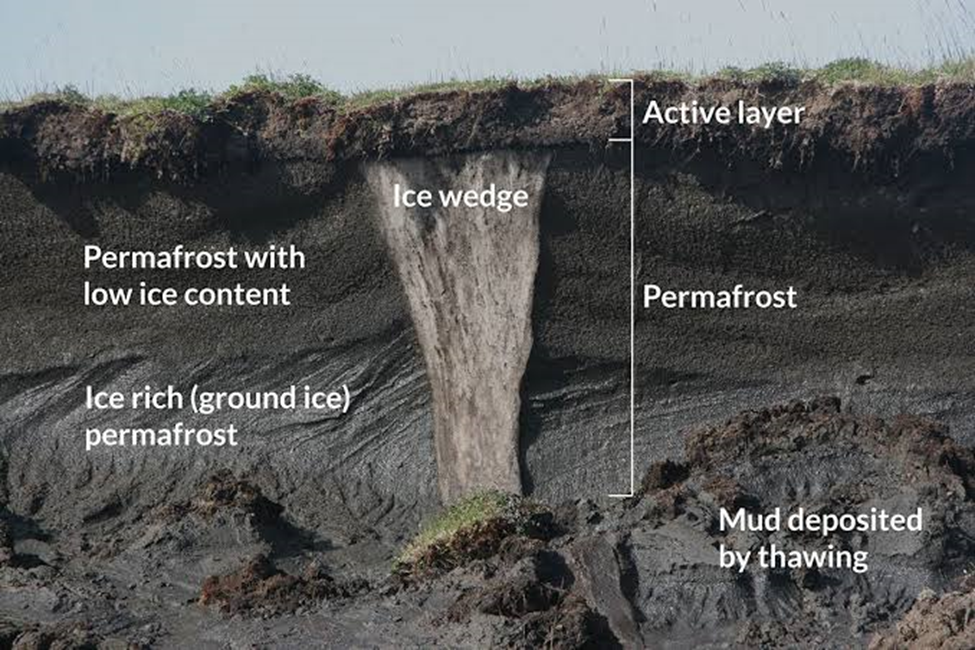 Active layer
Ice wedge
Permafrost with
low ice content
Permafrost
Ice rich (ground ice)
permafrost
Mud deposited
by thawing